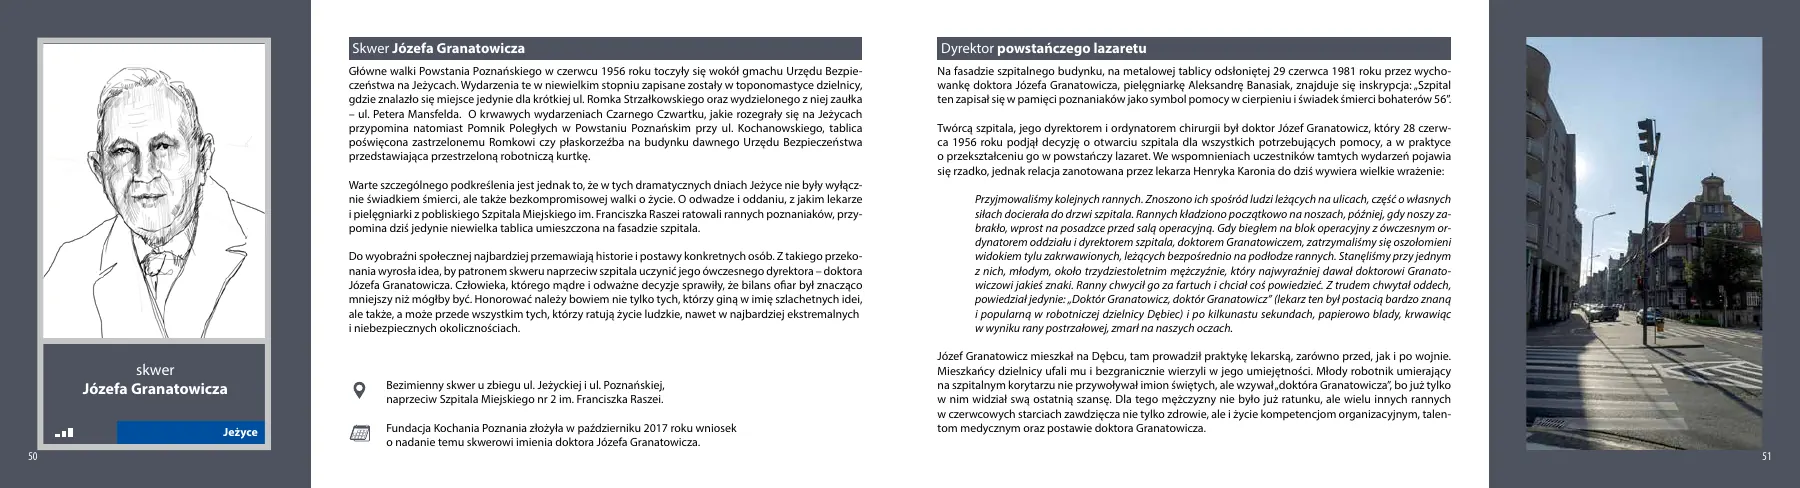 skwer
Józefa Granatowicza
Jeżyce
50
Skwer Józefa Granatowicza
Główne walki Powstania Poznańskiego w czerwcu 1956 roku toczyły się wokół gmachu Urzędu Bezpie-
czeństwa na Jeżycach. Wydarzenia te w niewielkim stopniu zapisane zostały w toponomastyce dzielnicy,
gdzie znalazło się miejsce jedynie dla krótkiej ul. Romka Strzałkowskiego oraz wydzielonego z niej zaułka
– ul. Petera Mansfelda. O krwawych wydarzeniach Czarnego Czwartku, jakie rozegrały się na Jeżycach
przypomina natomiast Pomnik Poległych w Powstaniu Poznańskim przy ul. Kochanowskiego, tablica
poświęcona zastrzelonemu Romkowi czy płaskorzeźba na budynku dawnego Urzędu Bezpieczeństwa
przedstawiająca przestrzeloną robotniczą kurtkę.
Warte szczególnego podkreślenia jest jednak to, że w tych dramatycznych dniach Jeżyce nie były wyłącz-
nie świadkiem śmierci, ale także bezkompromisowej walki o życie. O odwadze i oddaniu, z jakim lekarze
i pielęgniarki z pobliskiego Szpitala Miejskiego im. Franciszka Raszei ratowali rannych poznaniaków, przy-
pomina dziś jedynie niewielka tablica umieszczona na fasadzie szpitala.
Do wyobraźni społecznej najbardziej przemawiają historie i postawy konkretnych osób. Z takiego przeko-
nania wyrosła idea, by patronem skweru naprzeciw szpitala uczynić jego ówczesnego dyrektora – doktora
Józefa Granatowicza. Człowieka, którego mądre i odważne decyzje sprawiły, że bilans ofiar był znacząco
mniejszy niż mógłby być. Honorować należy bowiem nie tylko tych, którzy giną w imię szlachetnych idei,
ale także, a może przede wszystkim tych, którzy ratują życie ludzkie, nawet w najbardziej ekstremalnych
i niebezpiecznych okolicznościach.
Bezimienny skwer u zbiegu ul. Jeżyckiej i ul. Poznańskiej,
naprzeciw Szpitala Miejskiego nr 2 im. Franciszka Raszei.
Fundacja Kochania Poznania złożyła w październiku 2017 roku wniosek
o nadanie temu skwerowi imienia doktora Józefa Granatowicza.
Dyrektor powstańczego lazaretu
Na fasadzie szpitalnego budynku, na metalowej tablicy odsłoniętej 29 czerwca 1981 roku przez wycho-
wankę doktora Józefa Granatowicza, pielęgniarkę Aleksandrę Banasiak, znajduje się inskrypcja: „Szpital
ten zapisał się w pamięci poznaniaków jako symbol pomocy w cierpieniu i świadek śmierci bohaterów 56”.
Twórcą szpitala, jego dyrektorem i ordynatorem chirurgii był doktor Józef Granatowicz, który 28 czerw-
ca 1956 roku podjął decyzję o otwarciu szpitala dla wszystkich potrzebujących pomocy, a w praktyce
o przekształceniu go w powstańczy lazaret. We wspomnieniach uczestników tamtych wydarzeń pojawia
się rzadko, jednak relacja zanotowana przez lekarza Henryka Karonia do dziś wywiera wielkie wrażenie:
Przyjmowaliśmy kolejnych rannych. Znoszono ich spośród ludzi leżących na ulicach, część o własnych
siłach docierała do drzwi szpitala. Rannych kładziono początkowo na noszach, później, gdy noszy za-
brakło, wprost na posadzce przed salą operacyjną. Gdy biegłem na blok operacyjny z ówczesnym or-
dynatorem oddziału i dyrektorem szpitala, doktorem Granatowiczem, zatrzymaliśmy się oszołomieni
widokiem tylu zakrwawionych, leżących bezpośrednio na podłodze rannych. Stanęliśmy przy jednym
z nich, młodym, około trzydziestoletnim mężczyźnie, który najwyraźniej dawał doktorowi Granato-
wiczowi jakieś znaki. Ranny chwycił go za fartuch i chciał coś powiedzieć. Z trudem chwytał oddech,
powiedział jedynie: „Doktór Granatowicz, doktór Granatowicz” (lekarz ten był postacią bardzo znaną
i popularną w robotniczej dzielnicy Dębiec) i po kilkunastu sekundach, papierowo blady, krwawiąc
w wyniku rany postrzałowej, zmarł na naszych oczach.
Józef Granatowicz mieszkał na Dębcu, tam prowadził praktykę lekarską, zarówno przed, jak i po wojnie.
Mieszkańcy dzielnicy ufali mu i bezgranicznie wierzyli w jego umiejętności. Młody robotnik umierający
na szpitalnym korytarzu nie przywoływał imion świętych, ale wzywał „doktóra Granatowicza”, bo już tylko
w nim widział swą ostatnią szansę. Dla tego mężczyzny nie było już ratunku, ale wielu innych rannych
w czerwcowych starciach zawdzięcza nie tylko zdrowie, ale i życie kompetencjom organizacyjnym, talen-
tom medycznym oraz postawie doktora Granatowicza.
51